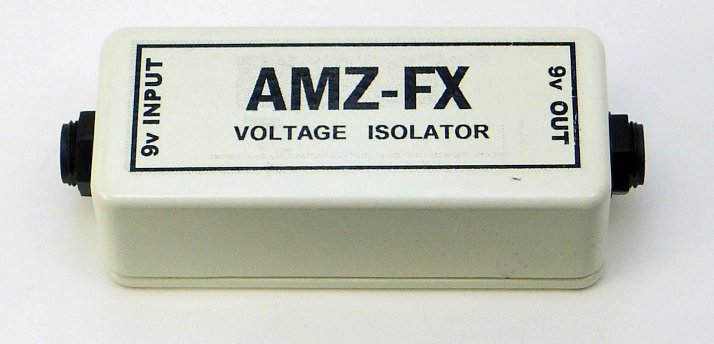 9v INPUT
AMZ-FX
VOLTAGE ISOLATOR
9v OUT